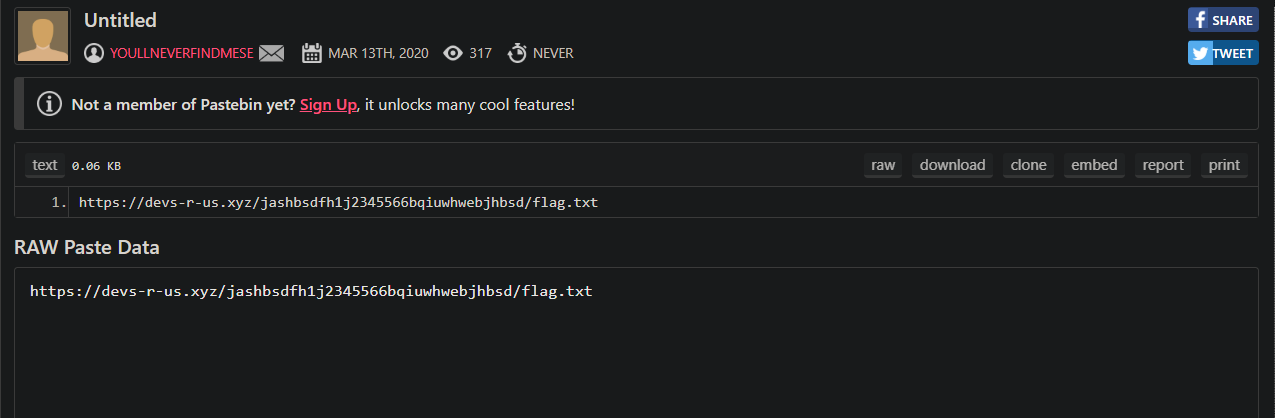 Untitled
YOULLNEVERFINDMESE MAR 13TH, 2020 317 NEVER
f SHARE
TWEET
Not a member of Pastebin yet? Sign Up, it unlocks many cool features!
text 0.06 KB raw download clone embed report print
1. https://devs-r-us.xyz/jashbsdfh1j2345566bqiuwhwebjhbsd/flag.txt
RAW Paste Data
https://devs-r-us.xyz/jashbsdfh1j2345566bqiuwhwebjhbsd/flag.txt